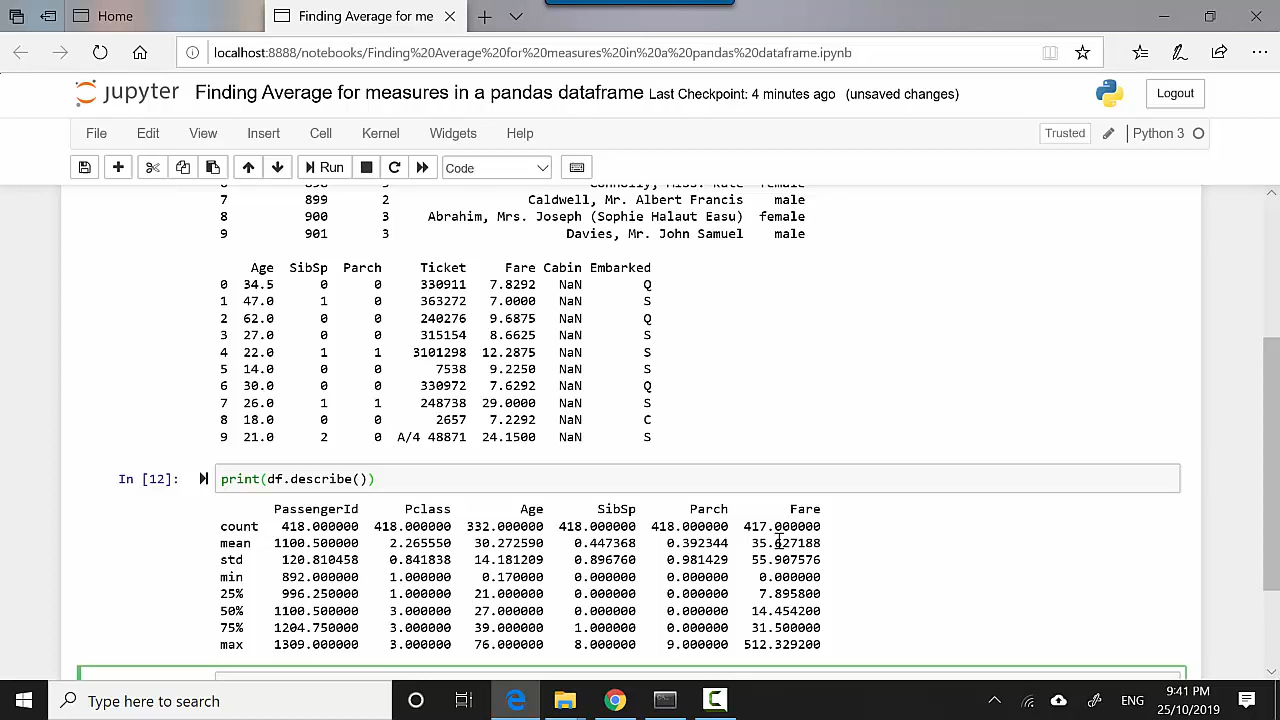 Home
Finding Average for me
localhost:8888/notebooks/Finding%20Average%20for%20measures%20in%20a%20pandas%20dataframe.ipynb
jupyter Finding Average for measures in a pandas dataframe Last Checkpoint: 4 minutes ago (unsaved changes) Logout
File Edit View Insert Cell Kernel Widgets Help Trusted Python 3
Run Code
7 899 2 Caldwell, Mr. Albert Francis male
8 900 3 Abrahim, Mrs. Joseph (Sophie Halaut Easu) female
9 901 3 Davies, Mr. John Samuel male
Age SibSp Parch Ticket Fare Cabin Embarked
0 34.5 0 0 330911 7.8292 NaN Q
1 47.0 1 0 363272 7.0000 NaN S
2 62.0 0 0 240276 9.6875 NaN Q
3 27.0 0 0 315154 8.6625 NaN S
4 22.0 1 1 3101298 12.2875 NaN S
5 14.0 0 0 7538 9.2250 NaN S
6 30.0 0 0 330972 7.6292 NaN Q
7 26.0 1 1 248738 29.0000 NaN S
8 18.0 0 0 2657 7.2292 NaN C
9 21.0 2 0 A/4 48871 24.1500 NaN S
In [12]: print(df.describe())
PassengerId Pclass Age SibSp Parch Fare
count 418.000000 418.000000 332.000000 418.000000 418.000000 417.000000
mean 1100.500000 2.265550 30.272590 0.447368 0.392344 35.627188
std 120.810458 0.841838 14.181209 0.896760 0.981429 55.907576
min 892.000000 1.000000 0.170000 0.000000 0.000000 0.000000
25% 996.250000 1.000000 21.000000 0.000000 0.000000 7.895800
50% 1100.500000 3.000000 27.000000 0.000000 0.000000 14.454200
75% 1204.750000 3.000000 39.000000 1.000000 0.000000 31.500000
max 1309.000000 3.000000 76.000000 8.000000 9.000000 512.329200
Type here to search
ENG
9:41 PM
25/10/2019